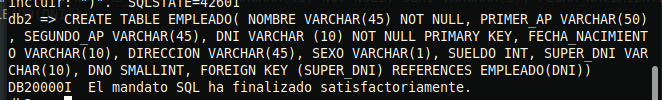 incluir: ")". SQLSTATE=42601
db2 => CREATE TABLE EMPLEADO( NOMBRE VARCHAR(45) NOT NULL, PRIMER_AP VARCHAR(50)
, SEGUNDO_AP VARCHAR(45), DNI VARCHAR (10) NOT NULL PRIMARY KEY, FECHA_NACIMIENT
O VARCHAR(10), DIRECCION VARCHAR(45), SEXO VARCHAR(1), SUELDO INT, SUPER_DNI VAR
CHAR(10), DNO SMALLINT, FOREIGN KEY (SUPER_DNI) REFERENCES EMPLEADO(DNI))
DB20000I  El mandato SQL ha finalizado satisfactoriamente.